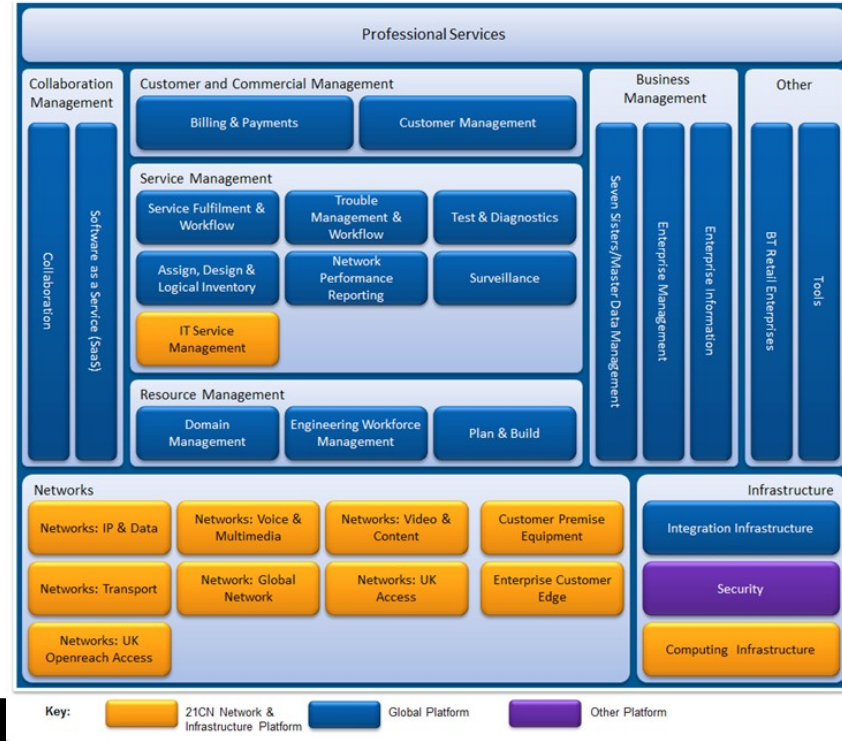 Professional Services
Collaboration
Management
Collaboration
Software as a Service (SaaS)
Customer and Commercial Management
Billing & Payments
Customer Management
Service Management
Service Fulfilment &
Workflow
Trouble
Management &
Workflow
Test & Diagnostics
Assign, Design &
Logical Inventory
Network
Performance
Reporting
Surveillance
IT Service
Management
Resource Management
Domain
Management
Engineering Workforce
Management
Plan & Build
Business
Management
Seven Sisters/Master Data Management
Enterprise Management
Enterprise Information
Other
BT Retail Enterprises
Tools
Networks
Networks: IP & Data
Networks: Voice &
Multimedia
Networks: Video &
Content
Customer Premise
Equipment
Networks: Transport
Network: Global
Network
Networks: UK
Access
Enterprise Customer
Edge
Networks: UK
Openreach Access
Infrastructure
Integration Infrastructure
Security
Computing Infrastructure
Key:
21CN Network &
Infrastructure Platform
Global Platform
Other Platform